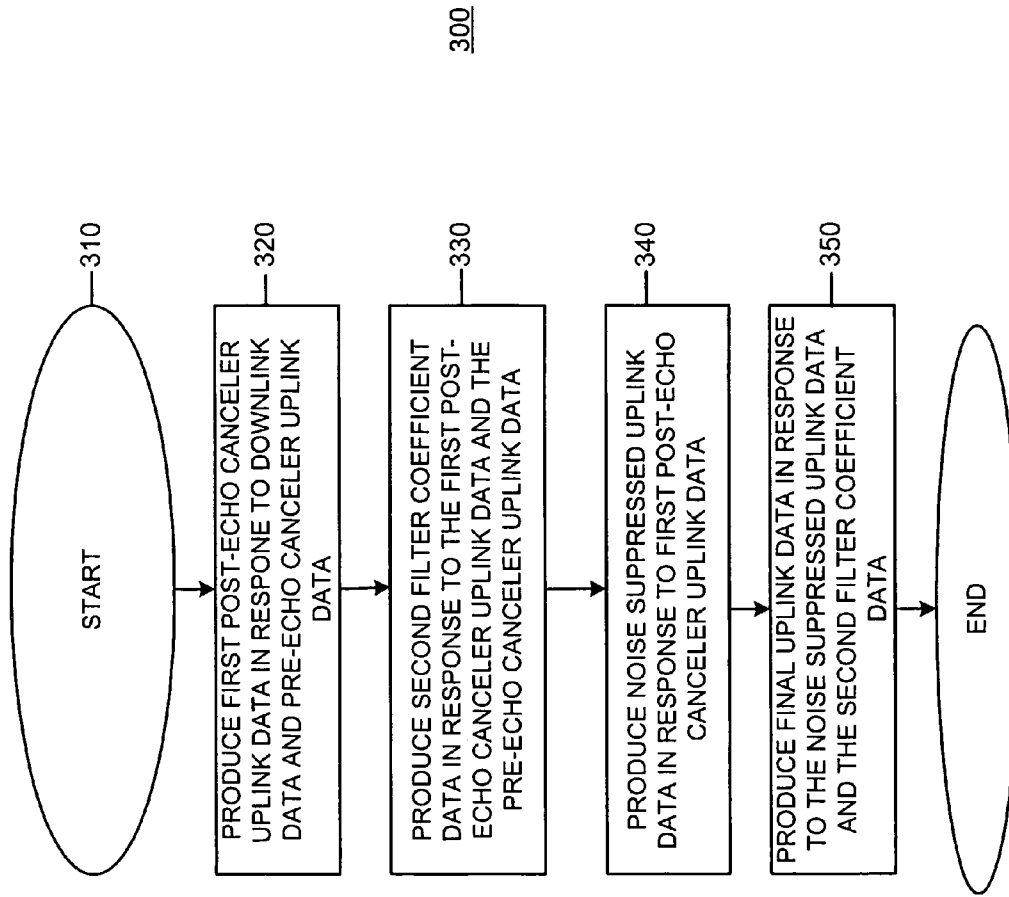 300
START
310
PRODUCE FIRST POST-ECHO CANCELER
UPLINK DATA IN RESPONE TO DOWNLINK
DATA AND PRE-ECHO CANCELER UPLINK
DATA
320
PRODUCE SECOND FILTER COEFFICIENT
DATA IN RESPONSE TO THE FIRST POST-
ECHO CANCELER UPLINK DATA AND THE
PRE-ECHO CANCELER UPLINK DATA
330
PRODUCE NOISE SUPPRESSED UPLINK
DATA IN RESPONSE TO FIRST POST-ECHO
CANCELER UPLINK DATA
340
PRODUCE FINAL UPLINK DATA IN RESPONSE
TO THE NOISE SUPPRESSED UPLINK DATA
AND THE SECOND FILTER COEFFICIENT
DATA
350
END